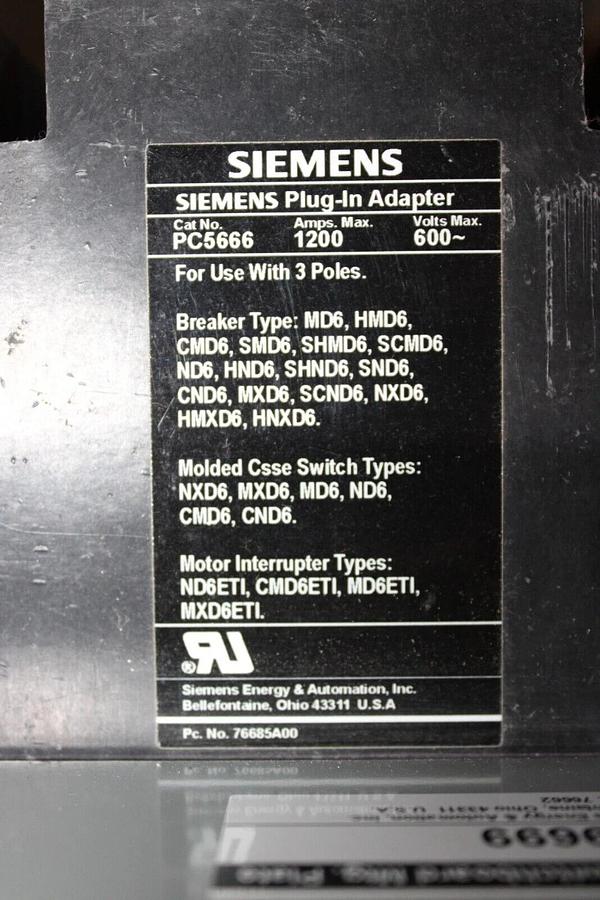 SIEMENS
SIEMENS Plug-In Adapter
Cat No. Amps. Max. Volts Max.
PC5666 1200 600~
For Use With 3 Poles.
Breaker Type: MD6, HMD6,
CMD6, SMD6, SHMD6, SCMD6,
ND6, HND6, SHND6, SND6,
CND6, MXD6, SCND6, NXD6,
HMXD6, HNXD6.
Molded Csse Switch Types:
NXD6, MXD6, MD6, ND6,
CMD6, CND6.
Motor Interrupter Types:
ND6ETI, CMD6ETI, MD6ETI,
MXD6ETI.
®
Siemens Energy & Automation, Inc.
Bellefontaine, Ohio 43311 U.S.A
Pc. No. 76685A00